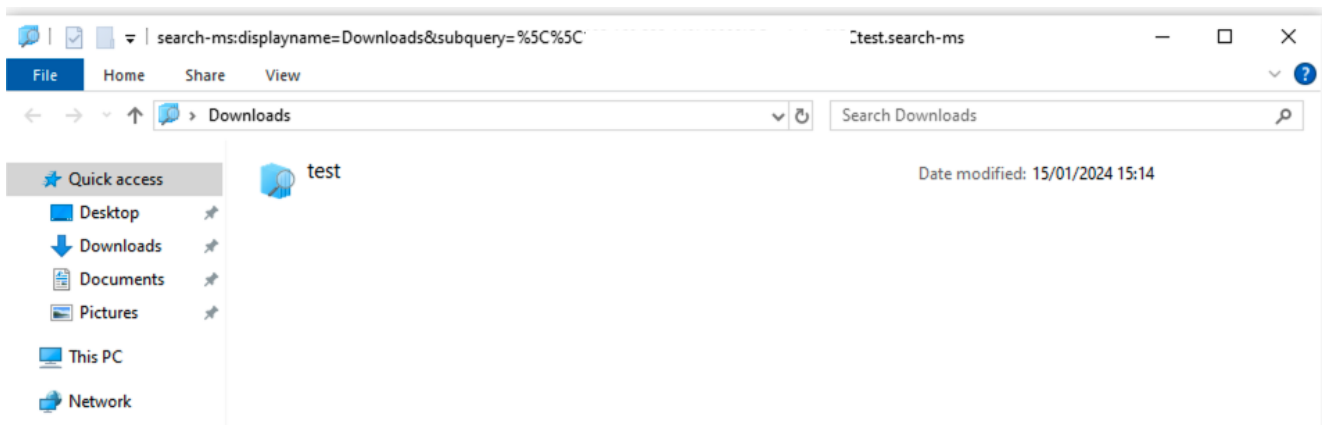 search-ms:displayname=Downloads&subquery=%5C%5C Ctest.search-ms
File Home Share View
Downloads Search Downloads
Quick access
test Date modified: 15/01/2024 15:14
Desktop
Downloads
Documents
Pictures
This PC
Network